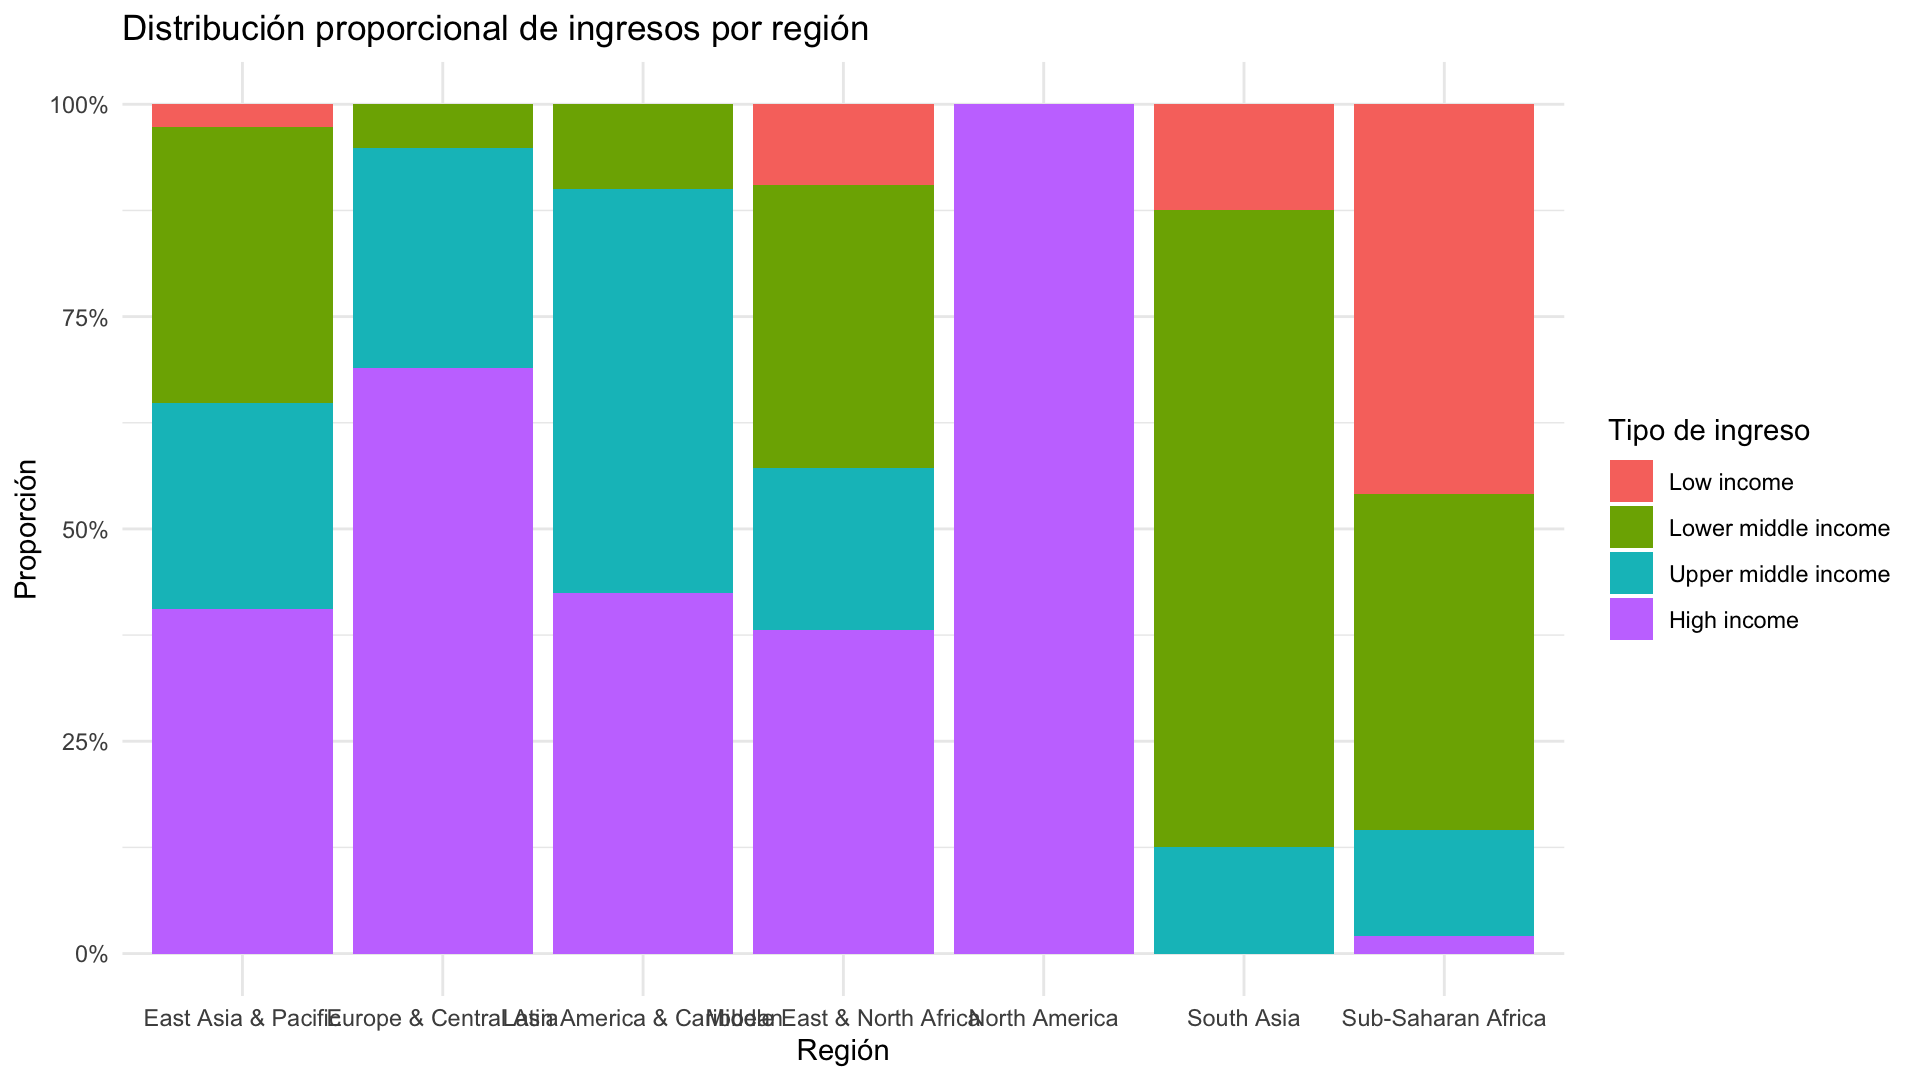 Distribución proporcional de ingresos por región
100%
75%
50%
25%
0%
Proporción
East Asia & Pacific
Europe & Central Asia
Latin America & Caribbean
Middle East & North Africa
North America
South Asia
Sub-Saharan Africa
Región
Tipo de ingreso
Low income
Lower middle income
Upper middle income
High income